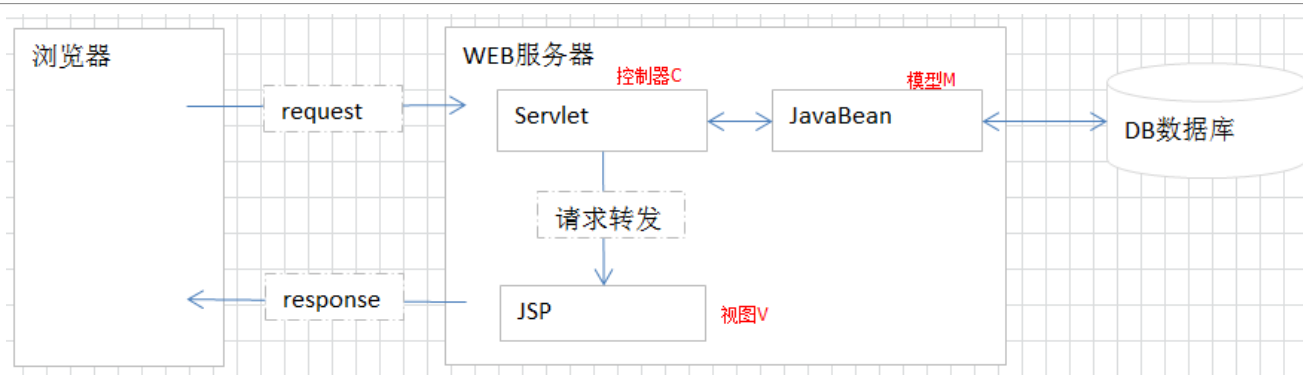 浏览器
WEB服务器
控制器C
模型M
request
Servlet
JavaBean
DB数据库
请求转发
response
JSP
视图V